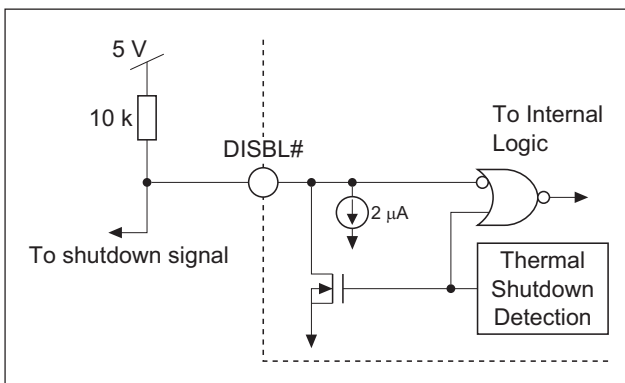 5 V
10 k
DISBL#
To Internal
Logic
2 μA
To shutdown signal
Thermal
Shutdown
Detection